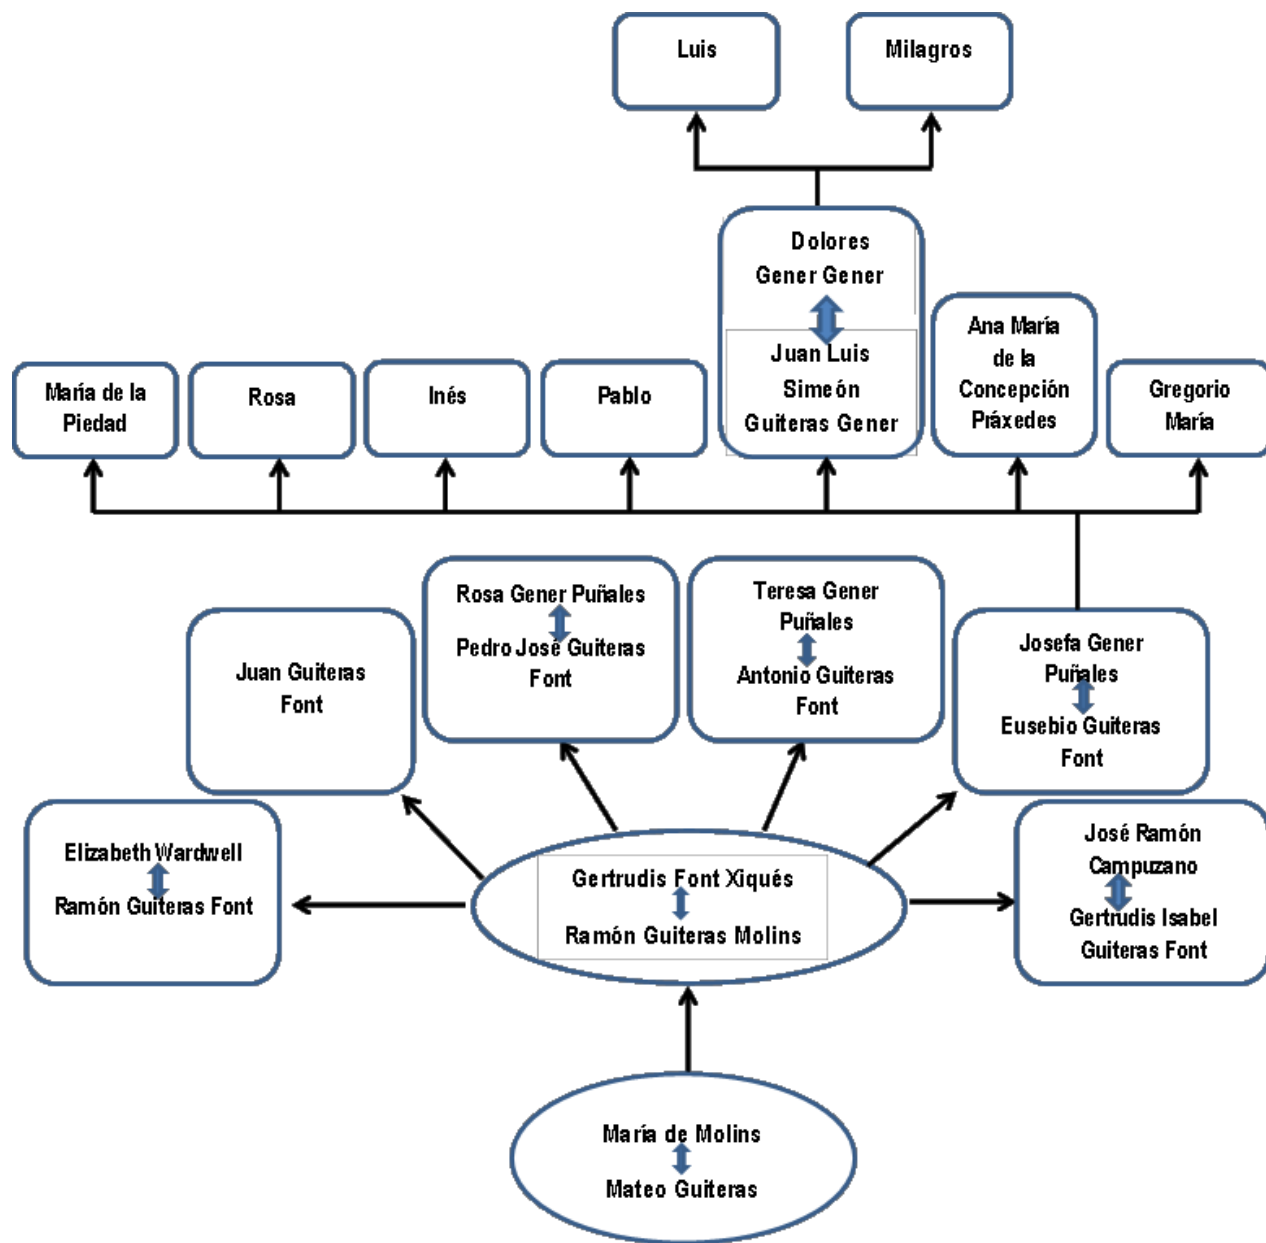 Luis
Milagros
Dolores
Gener Gener
Juan Luis
Simeón
Guiteras Gener
Ana María
de la
Concepción
Práxedes
María de la
Piedad
Rosa
Inés
Pablo
Gregorio
María
Rosa Gener Puñales
Pedro José Guiteras
Font
Teresa Gener
Puñales
Antonio Guiteras
Font
Juan Guiteras
Font
Josefa Gener
Puñales
Eusebio Guiteras
Font
Elizabeth Wardwell
Ramón Guiteras Font
Gertrudis Font Xiqués
Ramón Guiteras Molins
José Ramón
Campuzano
Gertrudis Isabel
Guiteras Font
María de Molins
Mateo Guiteras